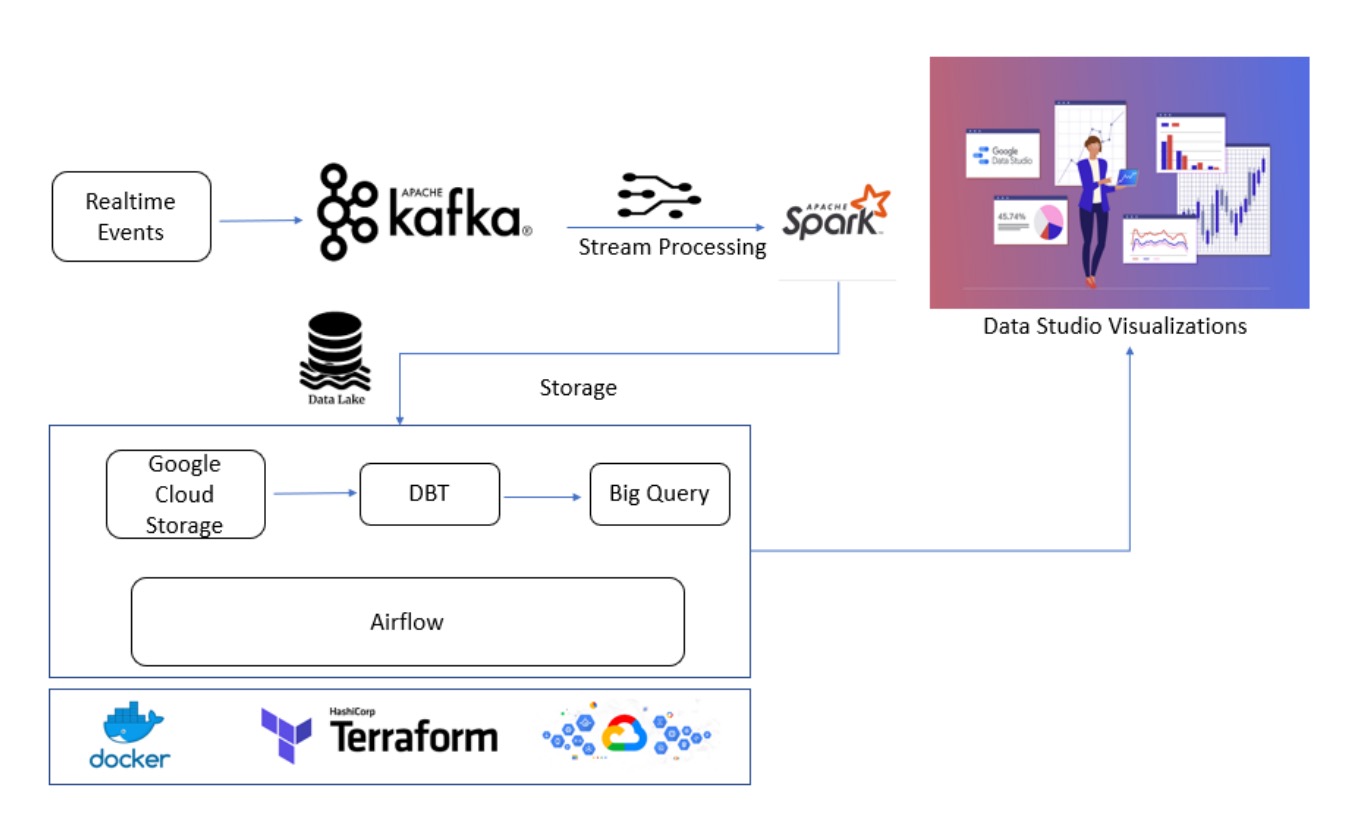 Realtime
Events
APACHE
kafka®
Stream Processing
APACHE
Spark™
Google
Data Studio
45.74%
Data Studio Visualizations
Data Lake
Storage
Google
Cloud
Storage
DBT
Big Query
Airflow
docker
HashiCorp
Terraform